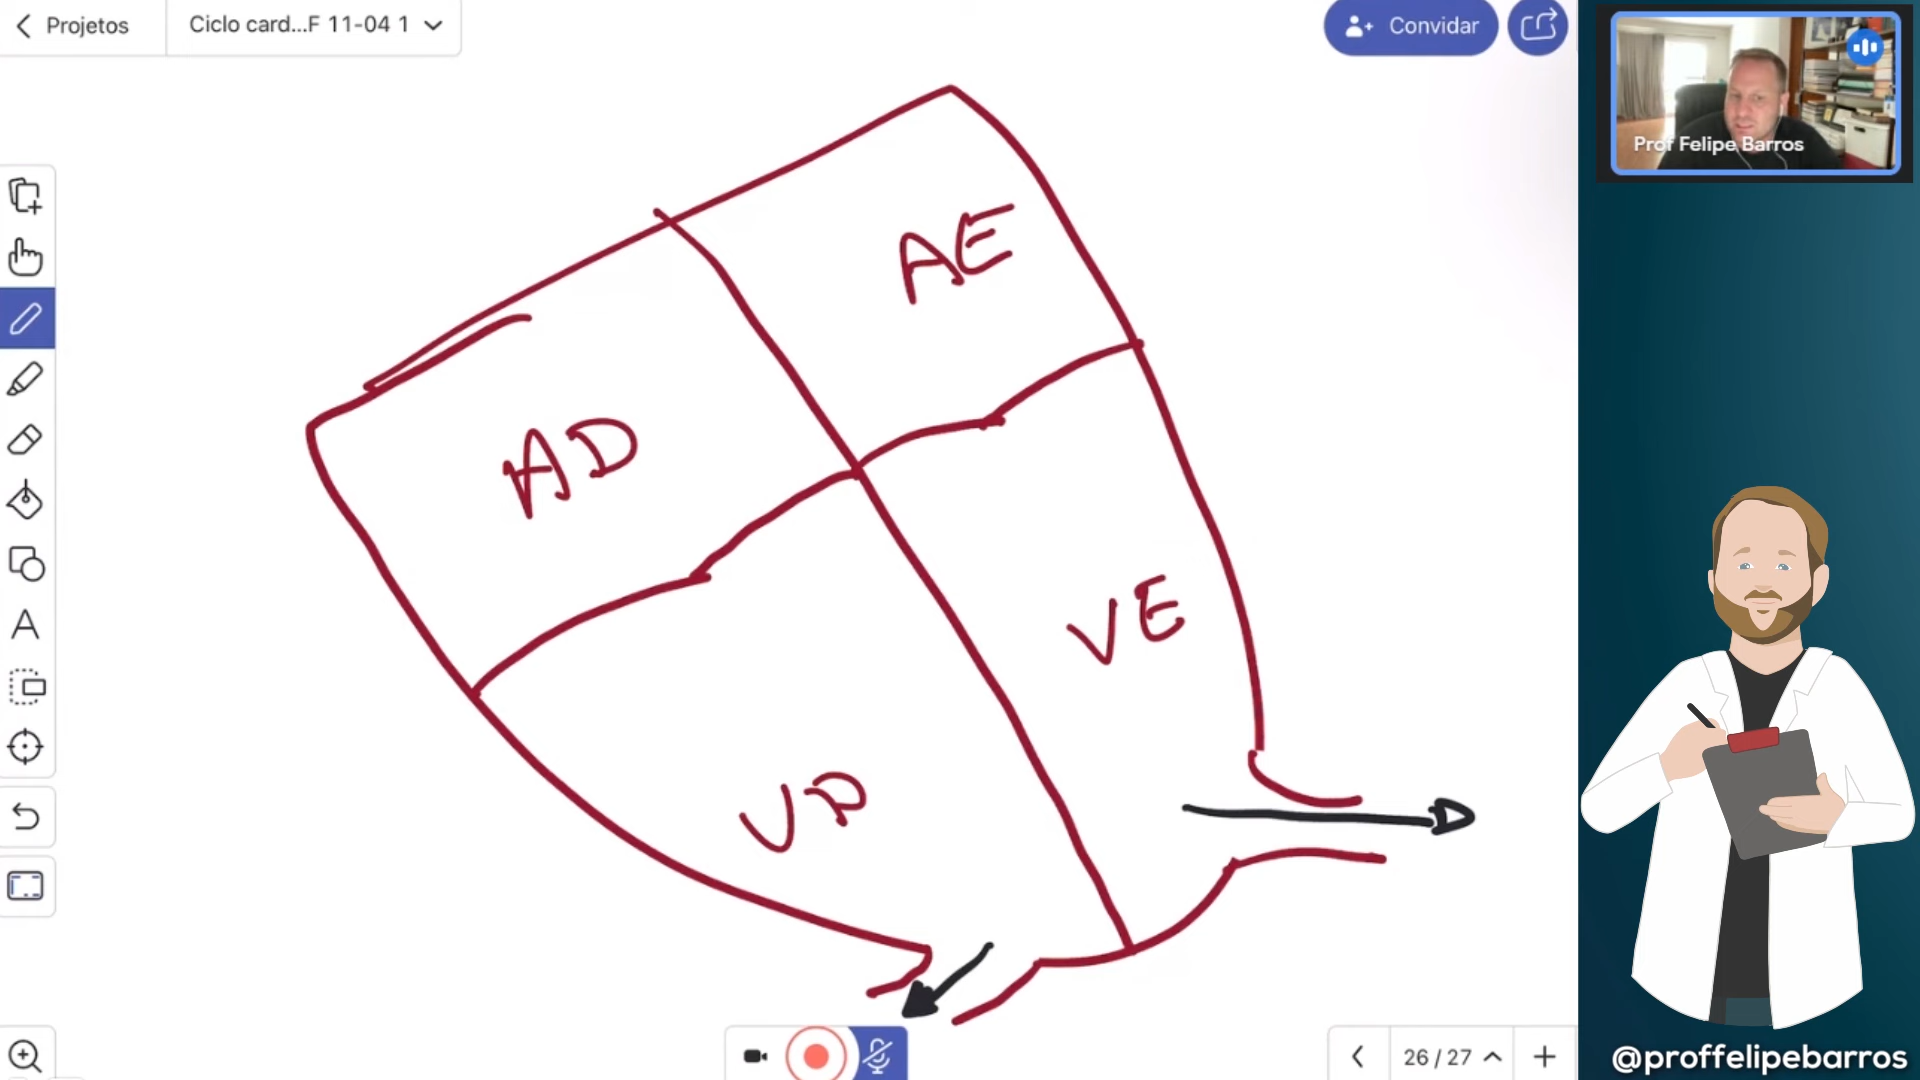 Projetos
Ciclo card...F 11-04 1
Convidar
Prof Felipe Barros
AE
AD
VE
VD
26 / 27
@proffelipebarros